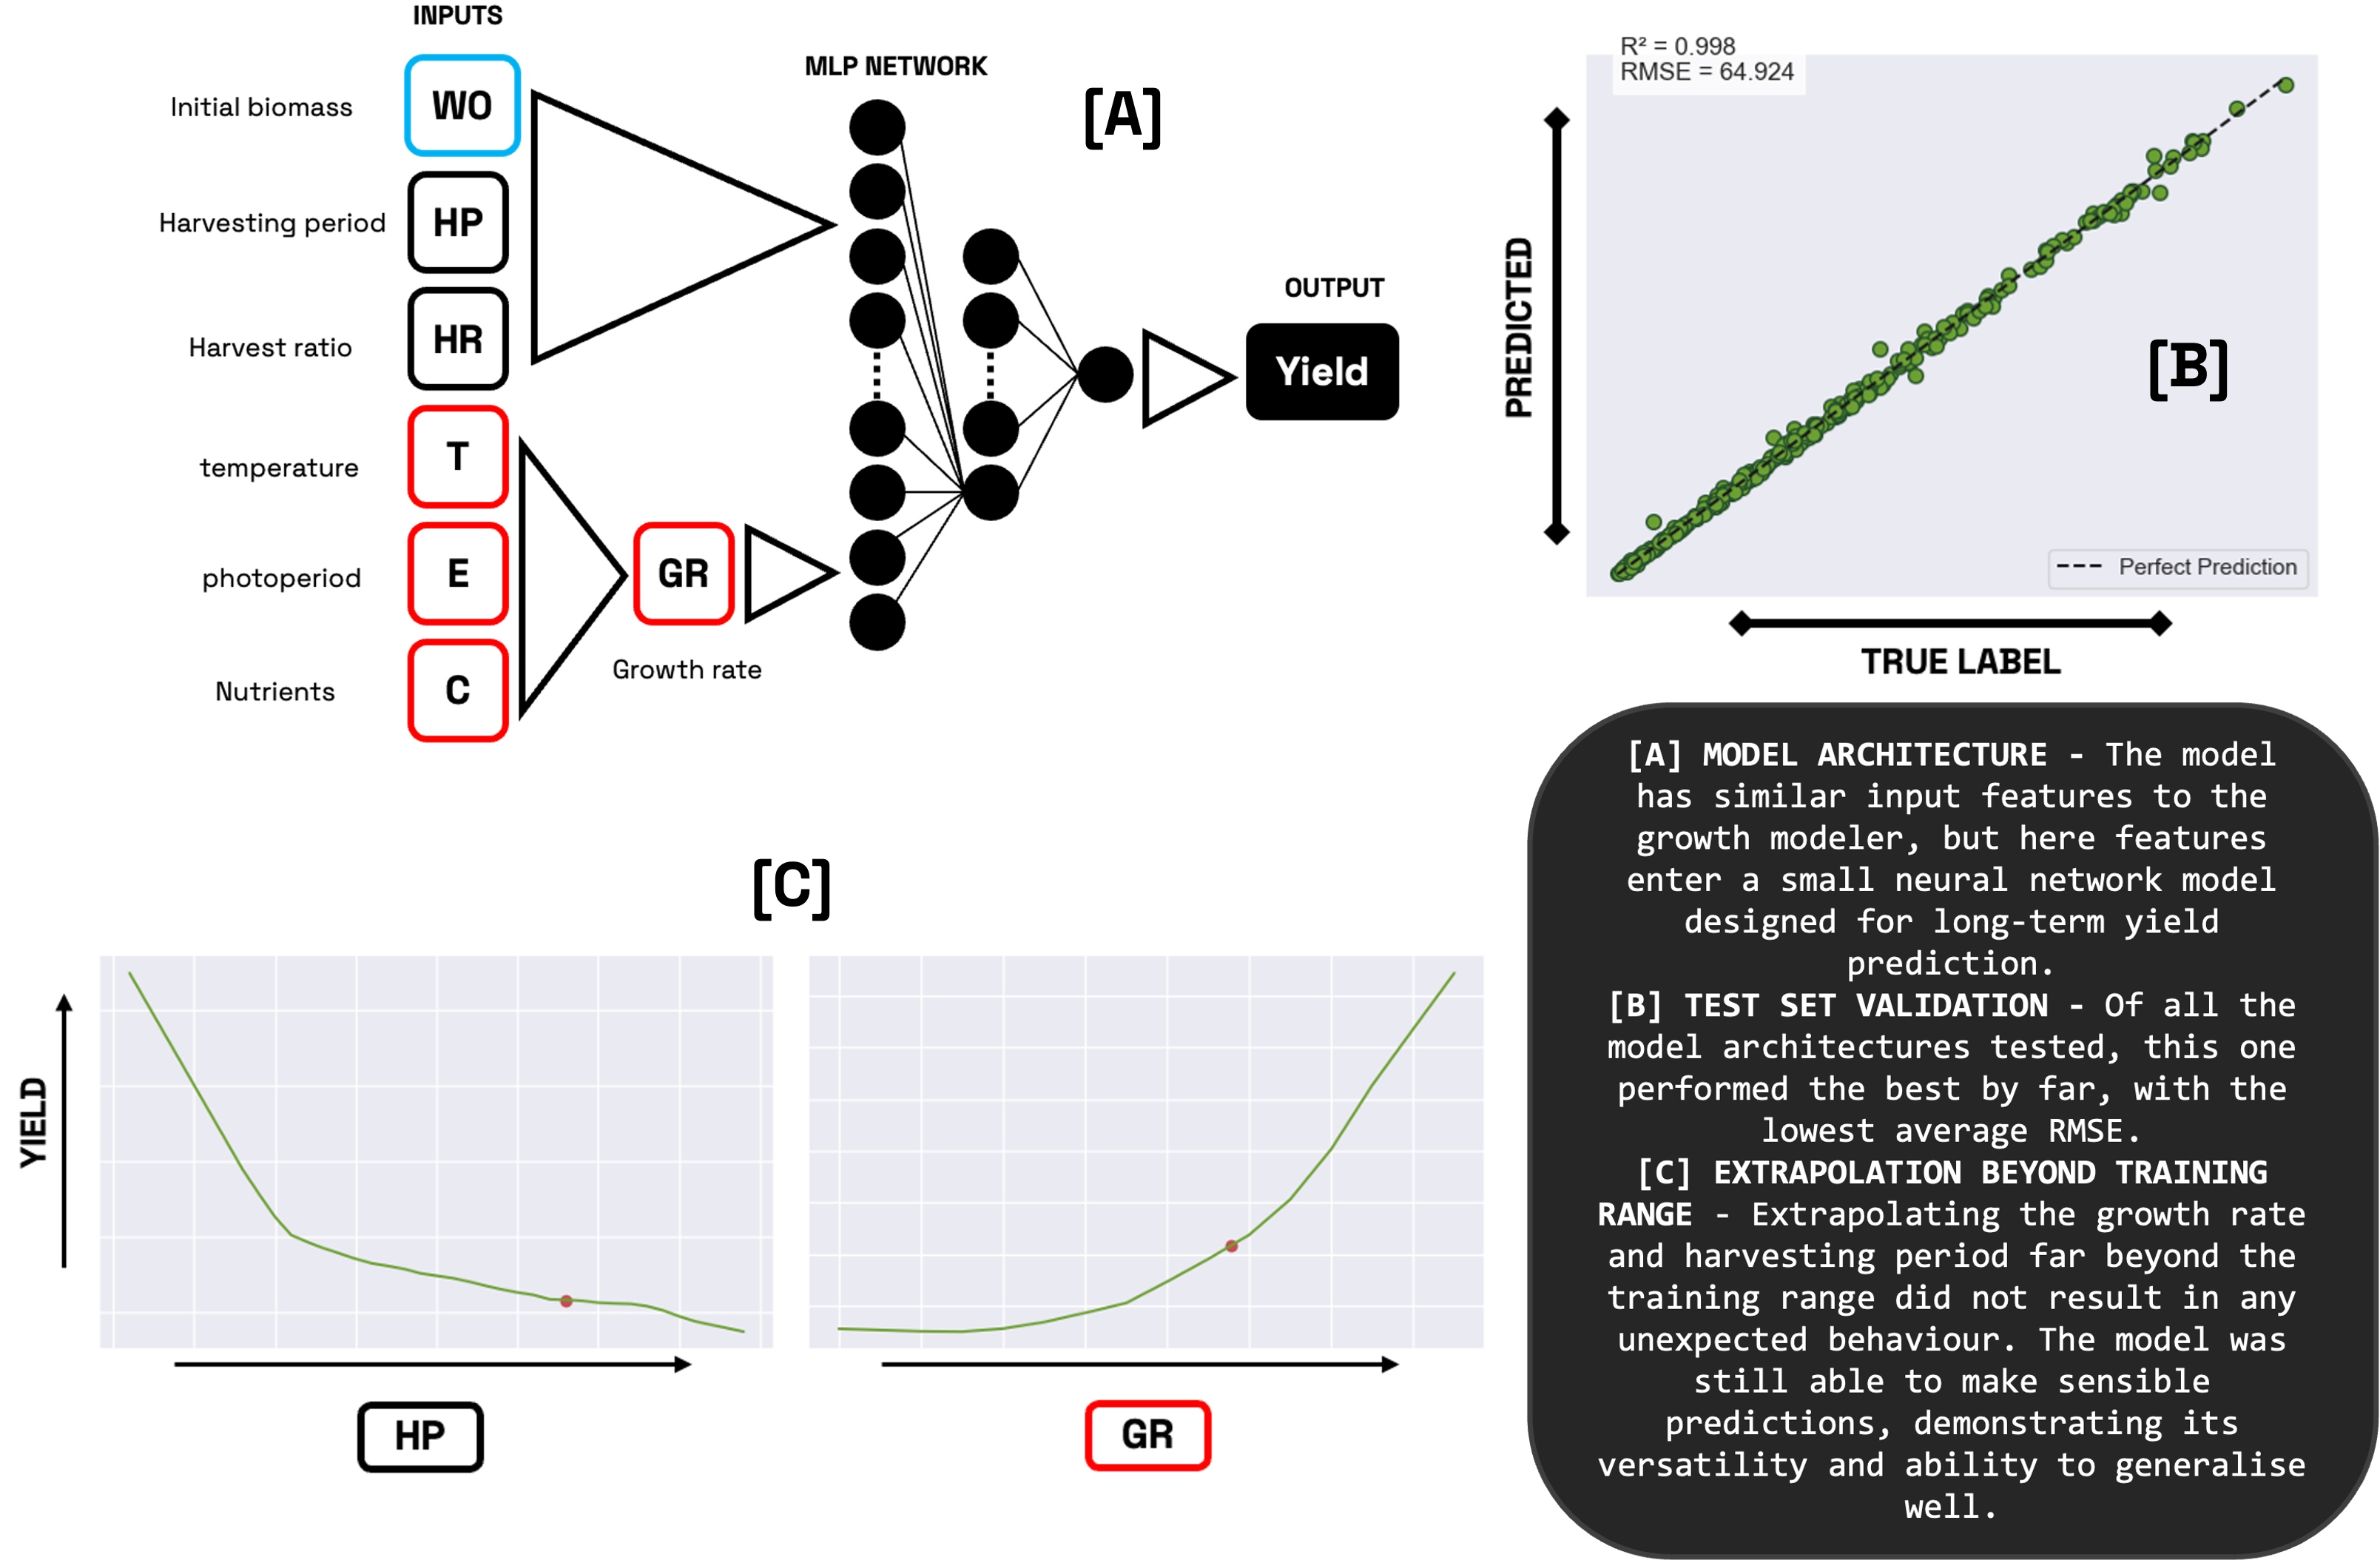 INPUTS
Initial biomass
WO
Harvesting period
HP
Harvest ratio
HR
temperature
T
photoperiod
E
Nutrients
C
GR
Growth rate
MLP NETWORK
[A]
OUTPUT
Yield
R² = 0.998
RMSE = 64.924
PREDICTED
[B]
Perfect Prediction
TRUE LABEL
[C]
YIELD
HP
GR
[A] MODEL ARCHITECTURE - The model
has similar input features to the
growth modeler, but here features
enter a small neural network model
designed for long-term yield
prediction.
[B] TEST SET VALIDATION - Of all the
model architectures tested, this one
performed the best by far, with the
lowest average RMSE.
[C] EXTRAPOLATION BEYOND TRAINING
RANGE - Extrapolating the growth rate
and harvesting period far beyond the
training range did not result in any
unexpected behaviour. The model was
still able to make sensible
predictions, demonstrating its
versatility and ability to generalise
well.